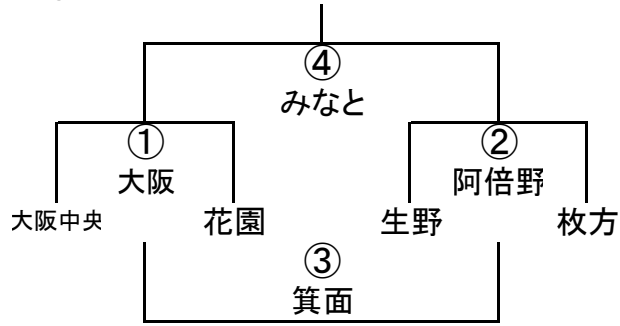 ④
みなと
① ②
大阪 阿倍野
大阪中央 花園 生野 枚方
③
箕面